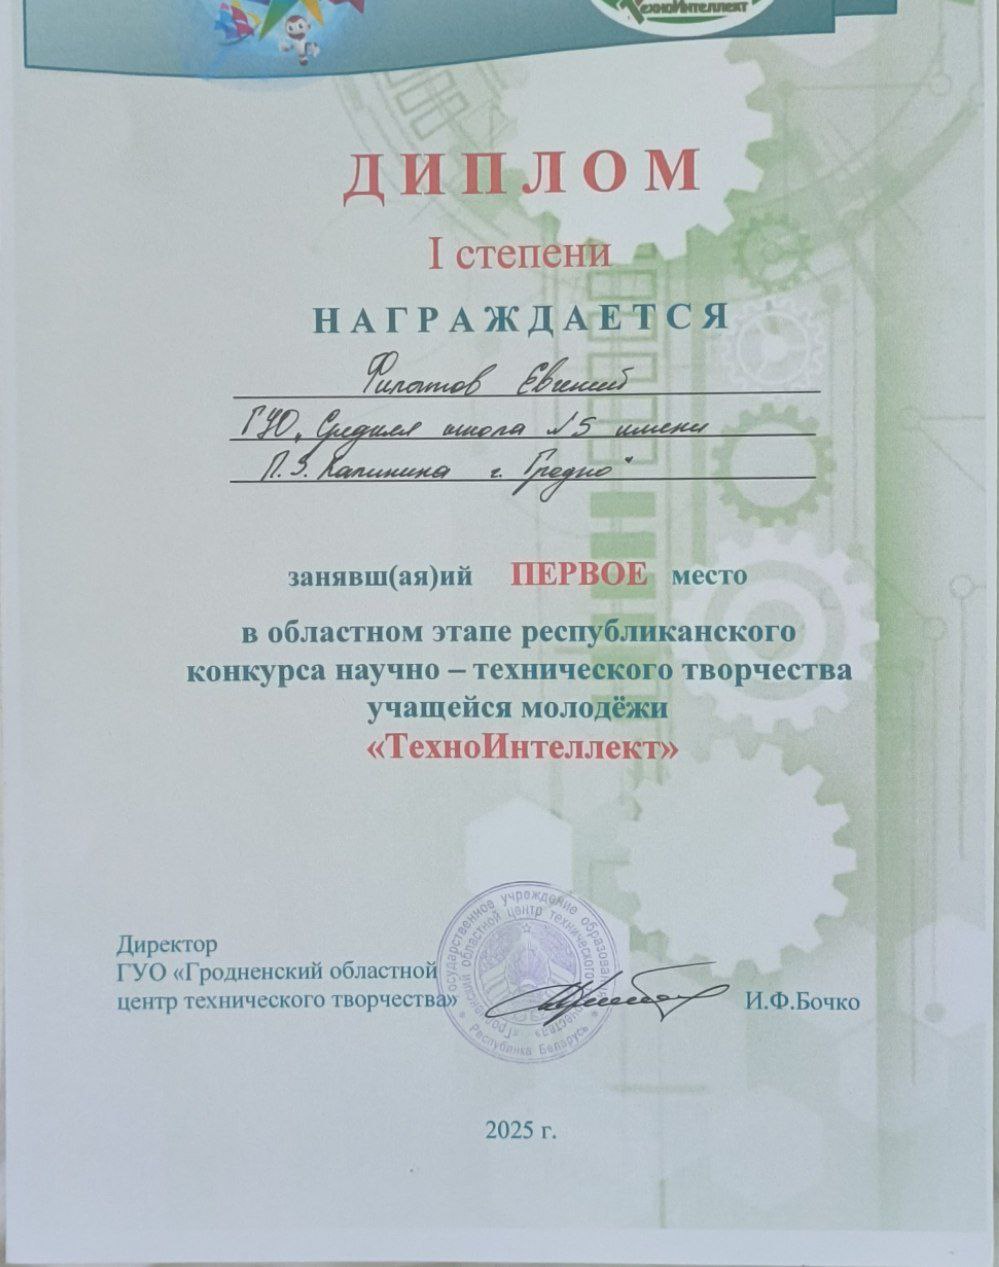 ТехноИнтеллект
ДИПЛОМ
I степени
НАГРАЖДАЕТСЯ
Филатов Евгений
ГУО "Средняя школа №5 имени
П.З. Калинина г. Гродно"
занявш(ая)ий ПЕРВОЕ место
в областном этапе республиканского
конкурса научно – технического творчества
учащейся молодёжи
«ТехноИнтеллект»
Государственное учреждение образования
«Гродненский областной центр технического творчества»
Республика Беларусь
Директор
ГУО «Гродненский областной
центр технического творчества»
И.Ф.Бочко
2025 г.